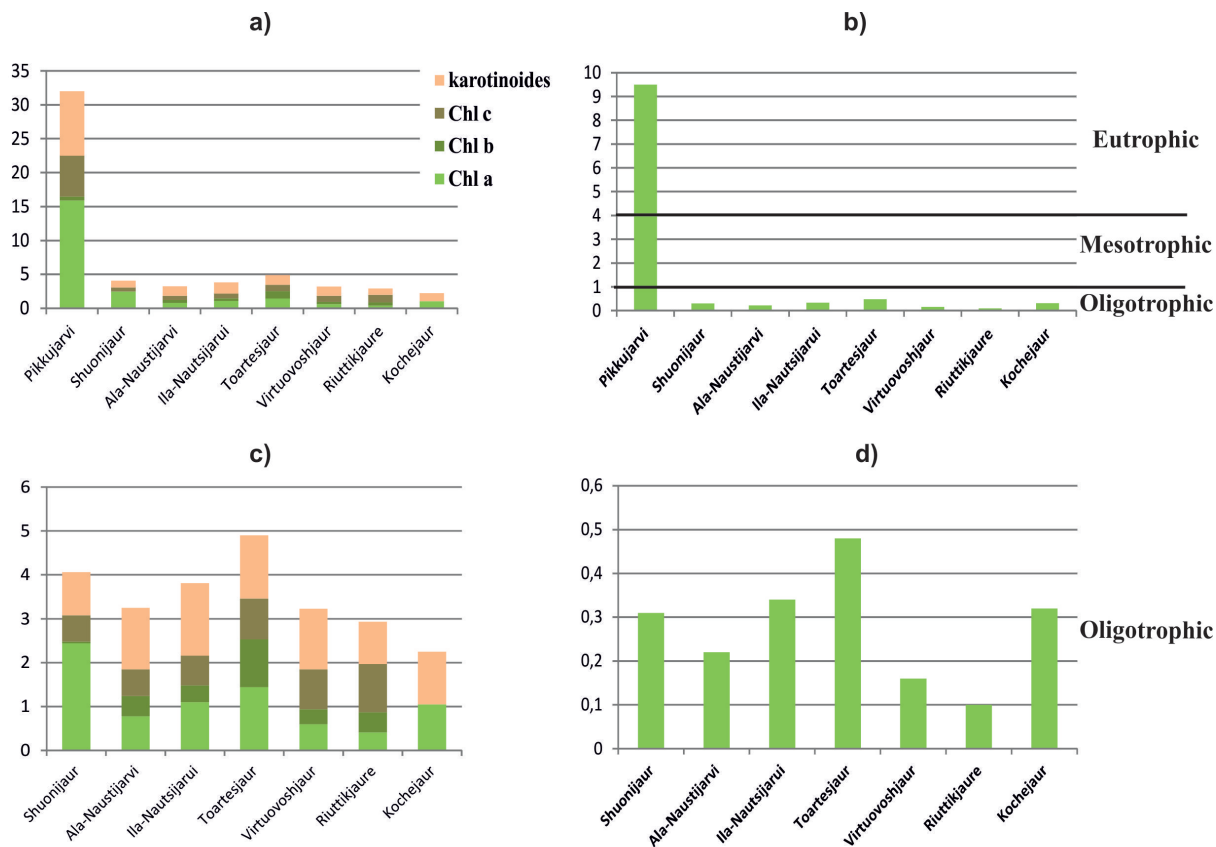 a)
35
30
25
20
15
10
5
0
karotinoides
Chl c
Chl b
Chl a
Pikkujarvi
Shuonijaur
Ala-Naustijarvi
Ila-Nautsijarui
Toartesjaur
Virtuovoshjaur
Riuttikjaure
Kochejaur
b)
10
9
8
7
6
5
4
3
2
1
0
Eutrophic
Mesotrophic
Oligotrophic
Pikkujarvi
Shuonijaur
Ala-Naustijarvi
Ila-Nautsijarui
Toartesjaur
Virtuovoshjaur
Riuttikjaure
Kochejaur
c)
6
5
4
3
2
1
0
Shuonijaur
Ala-Naustijarvi
Ila-Nautsijarui
Toartesjaur
Virtuovoshjaur
Riuttikjaure
Kochejaur
d)
0,6
0,5
0,4
0,3
0,2
0,1
0
Oligotrophic
Shuonijaur
Ala-Naustijarvi
Ila-Nautsijarui
Toartesjaur
Virtuovoshjaur
Riuttikjaure
Kochejaur